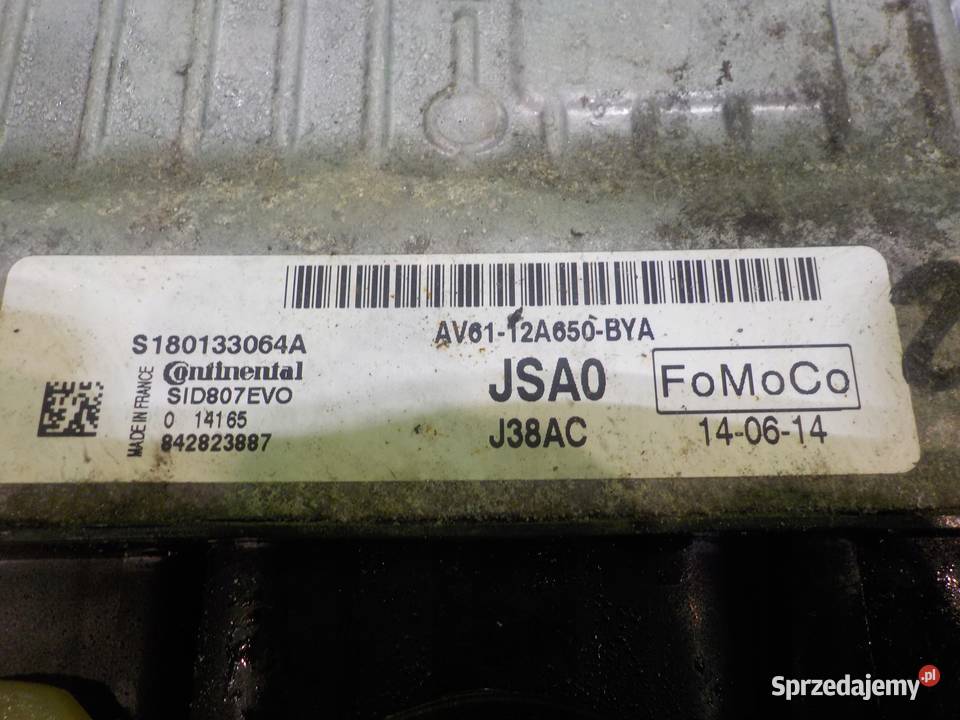 S180133064A
Continental
SID807EVO
0 14165
842823887
MADE IN FRANCE
AV61-12A650-BYA
JSA0
FoMoCo
J38AC
14-06-14
2
Sprzedajemy.pl